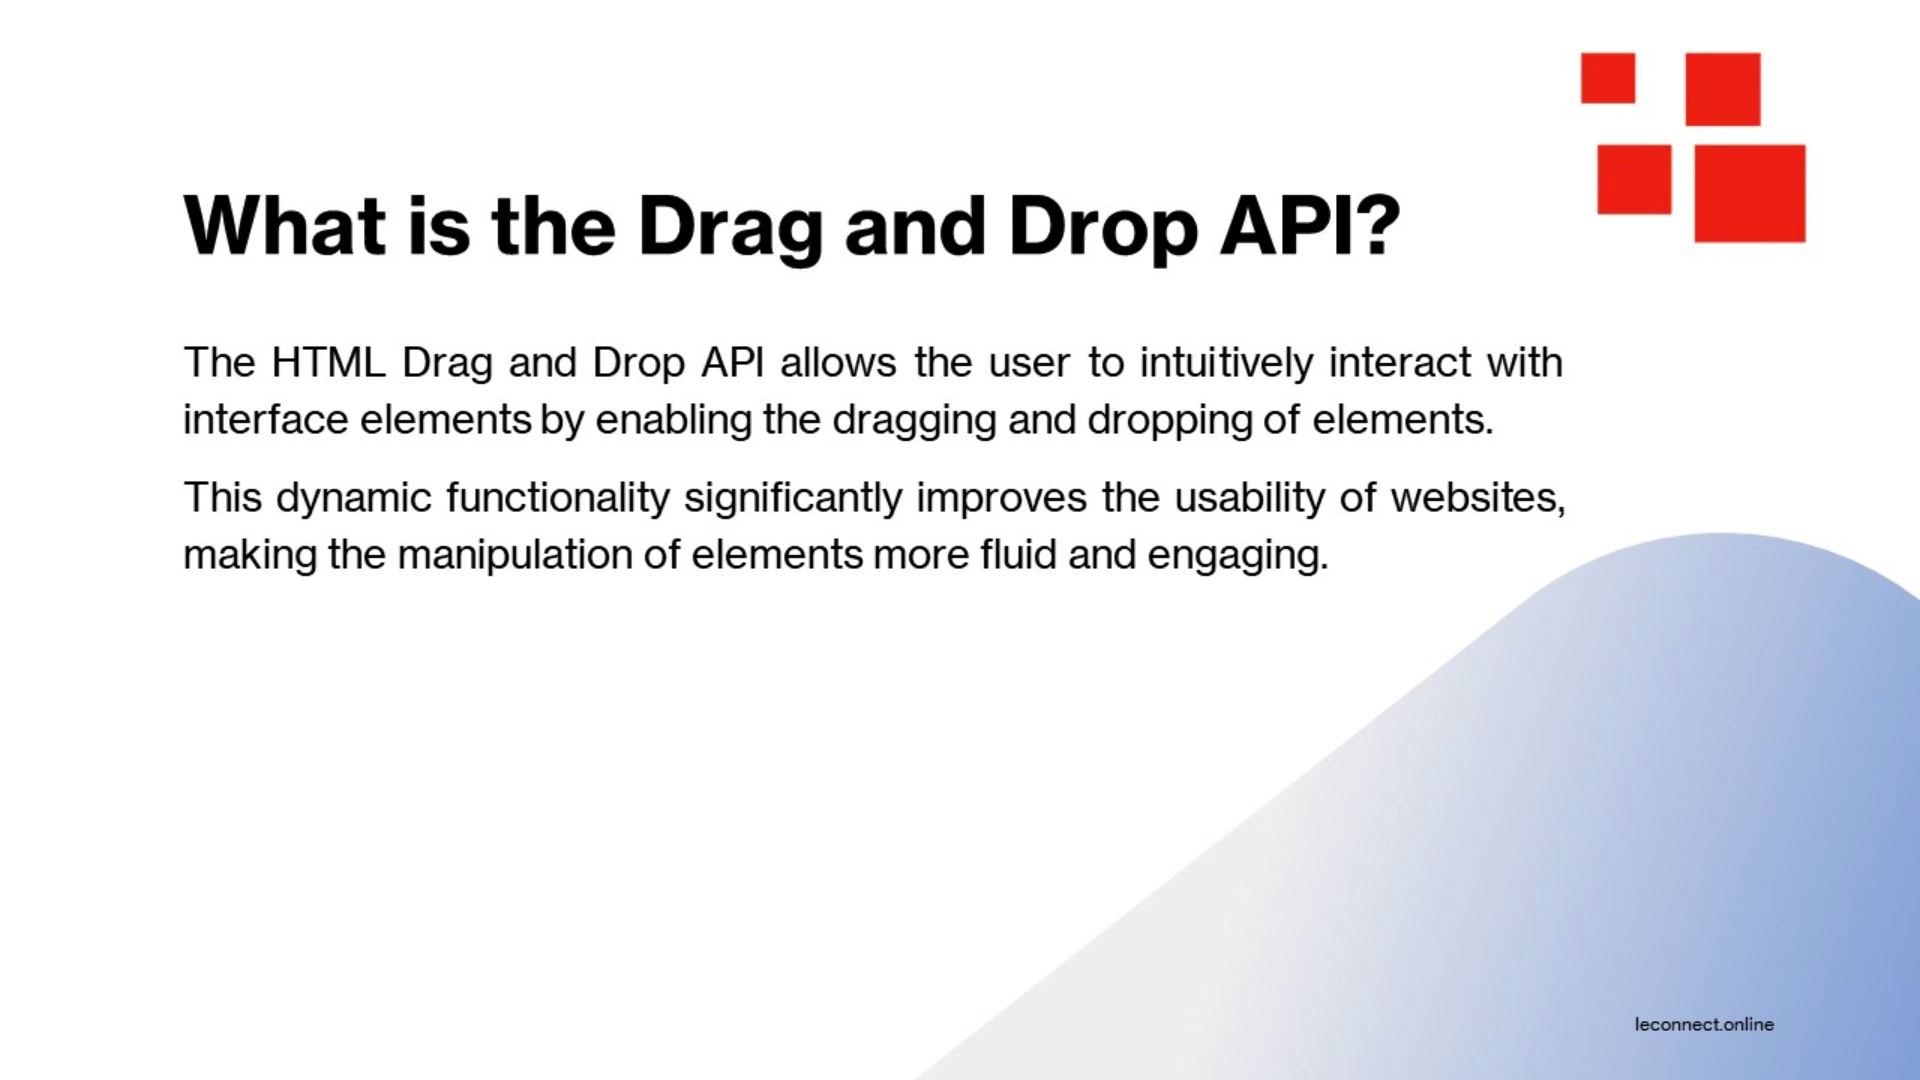 What is the Drag and Drop API?
The HTML Drag and Drop API allows the user to intuitively interact with
interface elements by enabling the dragging and dropping of elements.
This dynamic functionality significantly improves the usability of websites,
making the manipulation of elements more fluid and engaging.
leconnect.online